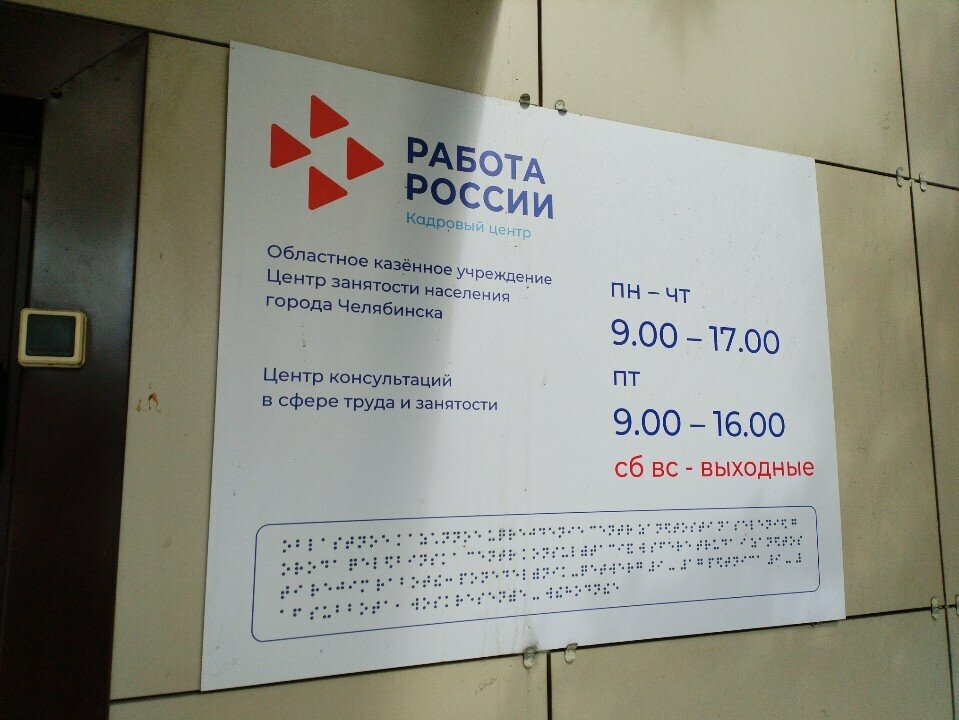 РАБОТА
РОССИИ
Кадровый центр
Областное казённое учреждение
Центр занятости населения
города Челябинска
Центр консультаций
в сфере труда и занятости
пн – чт
9.00 – 17.00
пт
9.00 – 16.00
сб вс - выходные